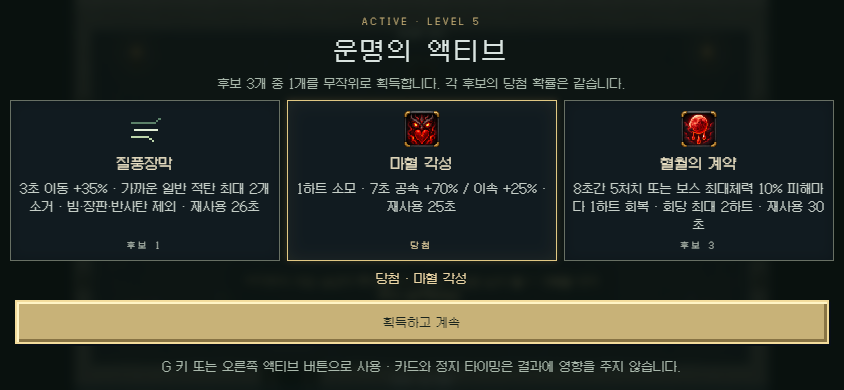 ACTIVE · LEVEL 5
운명의 액티브
후보 3개 중 1개를 무작위로 획득합니다. 각 후보의 당첨 확률은 같습니다.
질풍장막
3초 이동 +35% · 가까운 일반 적탄 최대 2개
소거 · 빔·장판·반사탄 제외 · 재사용 26초
후보 1
마혈 각성
1하트 소모 · 7초 공속 +70% / 이속 +25% ·
재사용 25초
당첨
혈월의 계약
8초간 5처치 또는 보스 최대체력 10% 피해마
다 1하트 회복 · 회당 최대 2하트 · 재사용 30
초
후보 3
당첨 · 마혈 각성
획득하고 계속
G 키 또는 오른쪽 액티브 버튼으로 사용 · 카드와 정지 타이밍은 결과에 영향을 주지 않습니다.